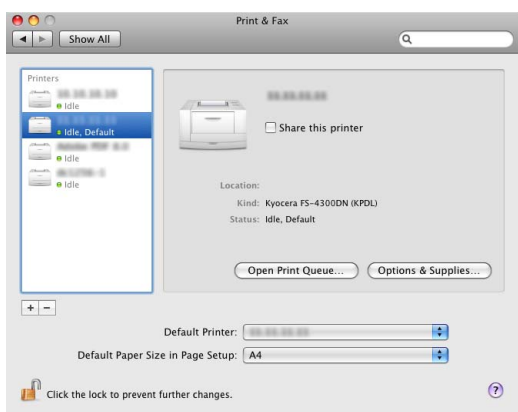 Print & Fax
Show All
Printers
Idle
Idle, Default
Idle
Idle
Share this printer
Location:
Kind: Kyocera FS-4300DN (KPDL)
Status: Idle, Default
Open Print Queue... Options & Supplies...
+ −
Default Printer:
Default Paper Size in Page Setup: A4
Click the lock to prevent further changes. ?